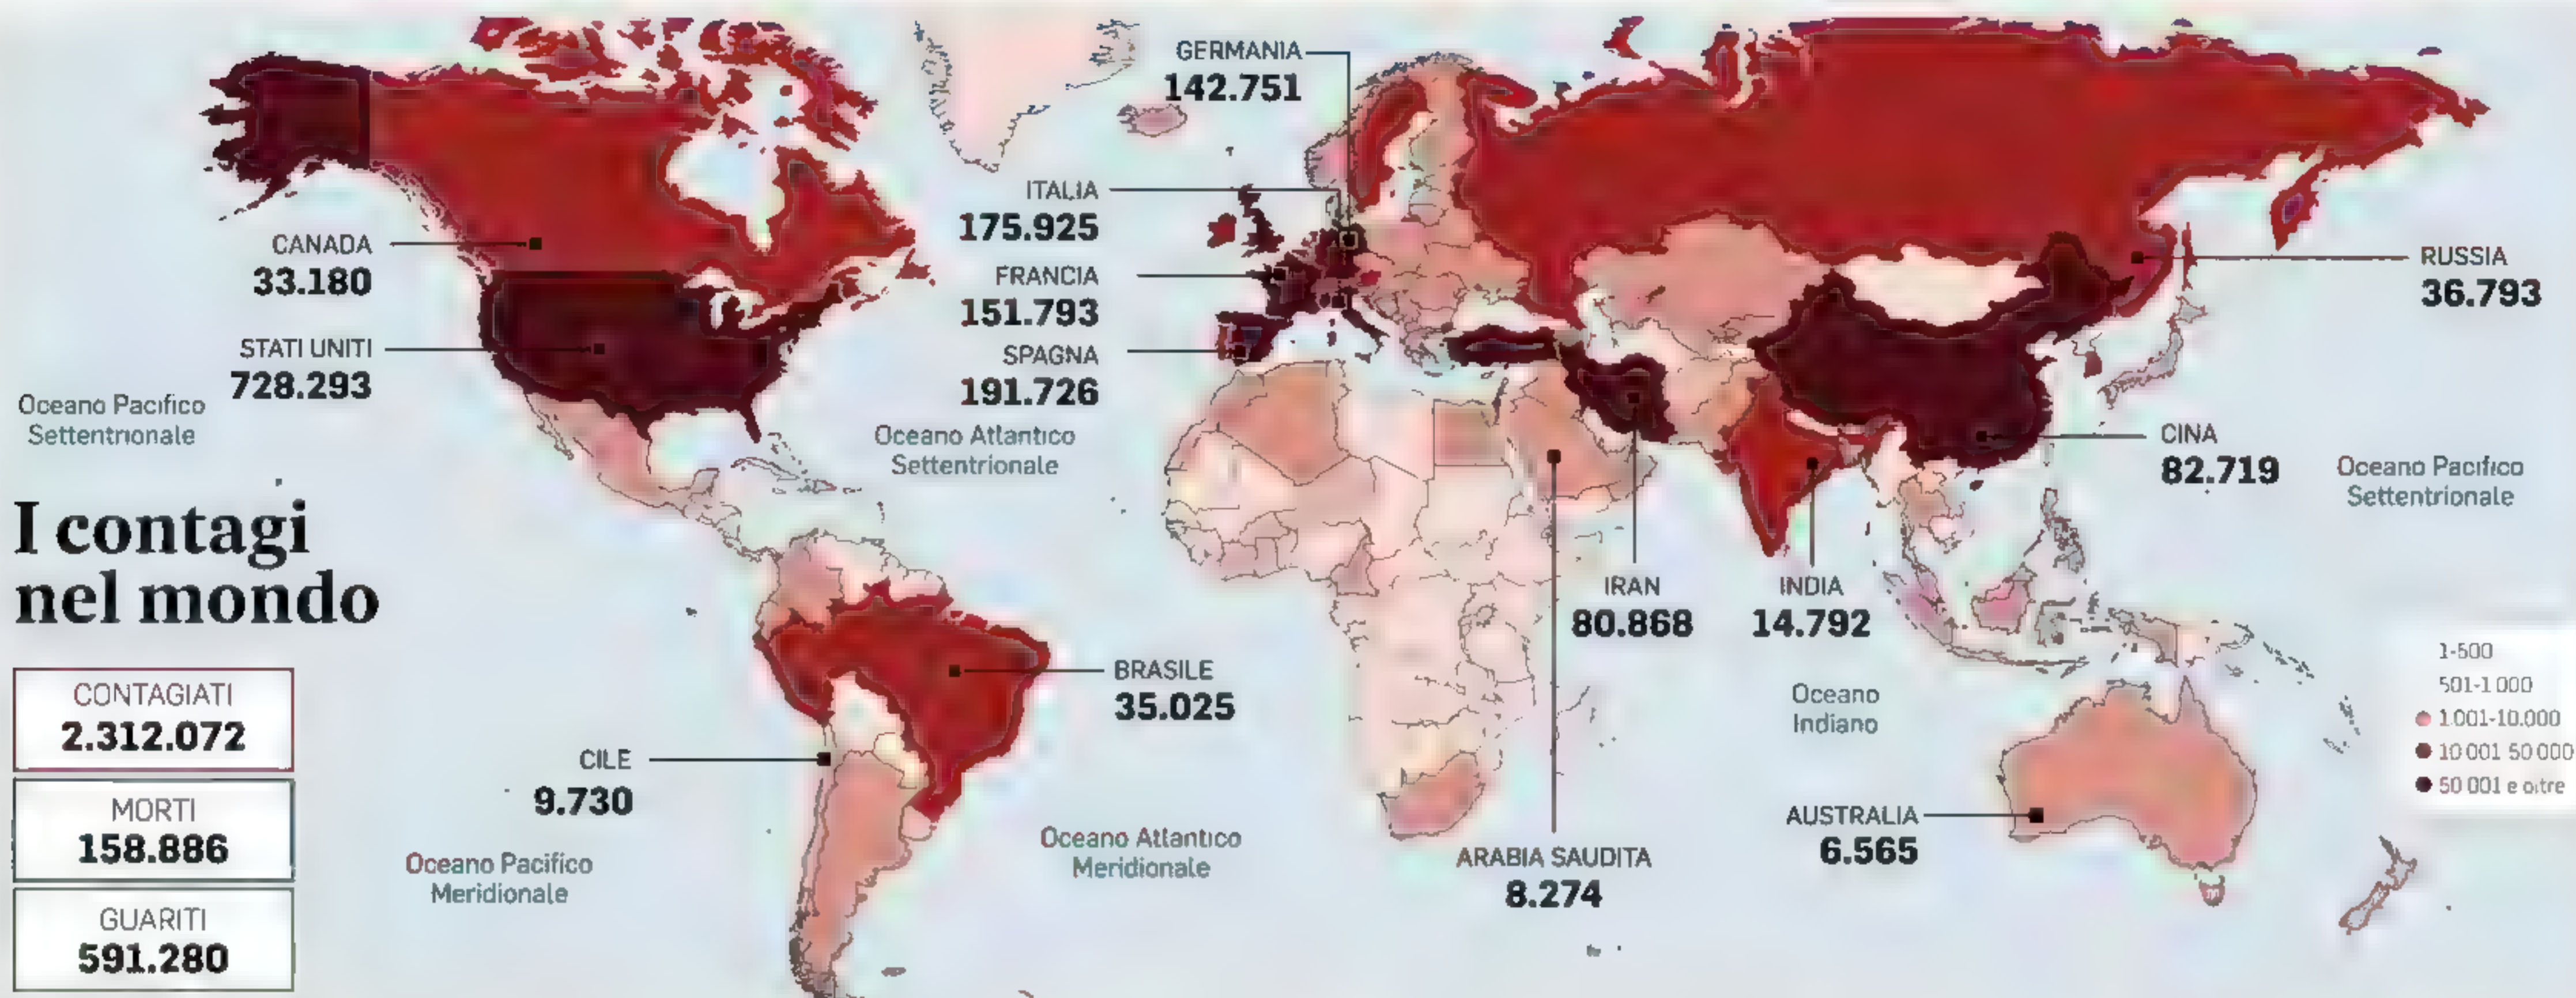 GERMANIA
142.751
ITALIA
175.925
FRANCIA
151.793
SPAGNA
191.726
CANADA
33.180
STATI UNITI
728.293
RUSSIA
36.793
CINA
82.719
Oceano Pacifico
Settentrionale
Oceano Atlantico
Settentrionale
Oceano Pacifico
Settentrionale
I contagi
nel mondo
CONTAGIATI
2.312.072
MORTI
158.886
GUARITI
591.280
IRAN
80.868
INDIA
14.792
BRASILE
35.025
CILE
9.730
Oceano Pacifico
Meridionale
Oceano Atlantico
Meridionale
Oceano
Indiano
ARABIA SAUDITA
8.274
AUSTRALIA
6.565
1-500
501-1 000
1.001-10.000
10 001 50 000
50 001 e oltre